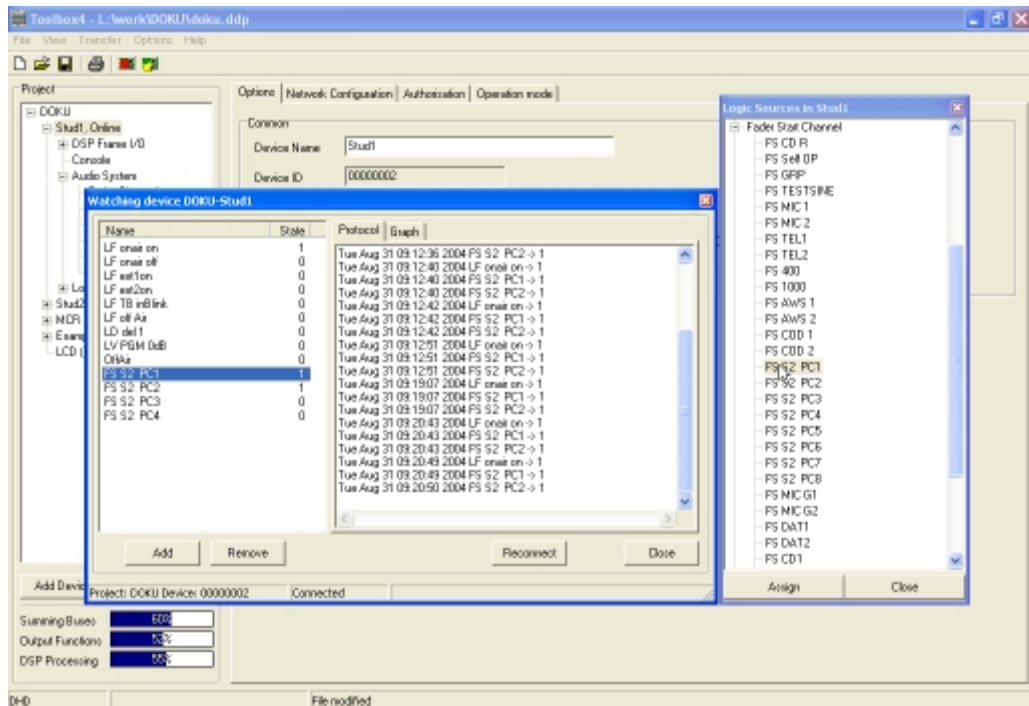 Toolbox4 - L:\work\DOKU\doku.ddp
File View Transfer Options Help
Project
DOKU
Stud1, Online
DSP Frame I/O
Console
Audio System
Stud2
MCR
LCD (
Add Devic
Summing Buses 60%
Output Functions 53%
DSP Processing 55%
DHD
File modified
Options
Network Configuration
Authorisation
Operation mode
Common
Device Name Stud1
Device ID 00000002
Watching device DOKU-Stud1
Name State
LF onair on 1
LF onair off 0
LF ext1on 0
LF ext2on 0
LF TB inBlink 0
LF off Air 0
LD del 1 0
LV PGM 0dB 0
OffAir 0
FS S2 PC1 1
FS S2 PC2 1
FS S2 PC3 0
FS S2 PC4 0
Protocol
Graph
Tue Aug 31 09:12:36 2004 FS S2 PC2-> 1
Tue Aug 31 09:12:40 2004 LF onair on-> 1
Tue Aug 31 09:12:40 2004 FS S2 PC1-> 1
Tue Aug 31 09:12:40 2004 FS S2 PC2-> 1
Tue Aug 31 09:12:42 2004 LF onair on-> 1
Tue Aug 31 09:12:42 2004 FS S2 PC1-> 1
Tue Aug 31 09:12:42 2004 FS S2 PC2-> 1
Tue Aug 31 09:12:51 2004 LF onair on-> 1
Tue Aug 31 09:12:51 2004 FS S2 PC1-> 1
Tue Aug 31 09:12:51 2004 FS S2 PC2-> 1
Tue Aug 31 09:19:07 2004 LF onair on-> 1
Tue Aug 31 09:19:07 2004 FS S2 PC1-> 1
Tue Aug 31 09:19:07 2004 FS S2 PC2-> 1
Tue Aug 31 09:20:43 2004 LF onair on-> 1
Tue Aug 31 09:20:43 2004 FS S2 PC1-> 1
Tue Aug 31 09:20:43 2004 FS S2 PC2-> 1
Tue Aug 31 09:20:49 2004 LF onair on-> 1
Tue Aug 31 09:20:49 2004 FS S2 PC1-> 1
Tue Aug 31 09:20:50 2004 FS S2 PC2-> 1
Add
Remove
Reconnect
Close
Project: DOKU Device: 00000002
Connected
Logic Sources in Stud1
Fader Start Channel
FS CD R
FS Self OP
FS GRP
FS TESTSINE
FS MIC 1
FS MIC 2
FS TEL1
FS TEL2
FS 400
FS 1000
FS AWS 1
FS AWS 2
FS COD 1
FS COD 2
FS S2 PC1
FS S2 PC2
FS S2 PC3
FS S2 PC4
FS S2 PC5
FS S2 PC6
FS S2 PC7
FS S2 PC8
FS MIC G1
FS MIC G2
FS DAT1
FS DAT2
FS CD1
Assign
Close